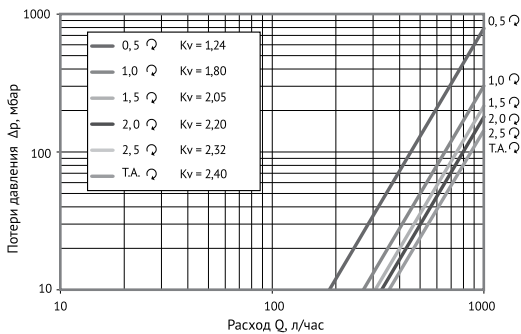 1000
100
10
Потери давления Δp, мбар
0,5 Kv = 1,24
1,0 Kv = 1,80
1,5 Kv = 2,05
2,0 Kv = 2,20
2,5 Kv = 2,32
T.A. Kv = 2,40
0,5
1,0
1,5
2,0
2,5
T.A.
10
100
1000
Расход Q, л/час